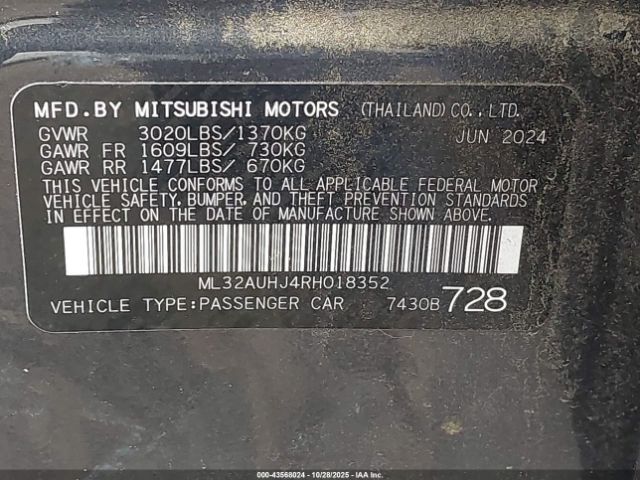 MFD.BY MITSUBISHI MOTORS (THAILAND)CO.,LTD.
GVWR 3020LBS/1370KG JUN 2024
GAWR FR 1609LBS/ 730KG
GAWR RR 1477LBS/ 670KG
THIS VEHICLE CONFORMS TO ALL APPLICABLE FEDERAL MOTOR
VEHICLE SAFETY, BUMPER, AND THEFT PREVENTION STANDARDS
IN EFFECT ON THE DATE OF MANUFACTURE SHOWN ABOVE.
ML32AUHJ4RH018352
VEHICLE TYPE:PASSENGER CAR 7430B 728
000-43568024 | 10/28/2025 | IAAI.COM